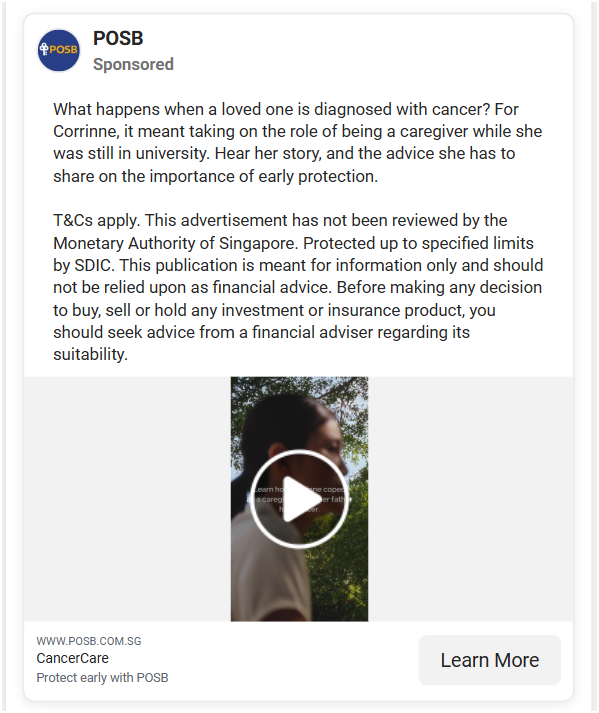 POSB
POSB
Sponsored
What happens when a loved one is diagnosed with cancer? For
Corrinne, it meant taking on the role of being a caregiver while she
was still in university. Hear her story, and the advice she has to
share on the importance of early protection.
T&Cs apply. This advertisement has not been reviewed by the
Monetary Authority of Singapore. Protected up to specified limits
by SDIC. This publication is meant for information only and should
not be relied upon as financial advice. Before making any decision
to buy, sell or hold any investment or insurance product, you
should seek advice from a financial adviser regarding its
suitability.
Learn
coped
father
WWW.POSB.COM.SG
CancerCare
Protect early with POSB
Learn More